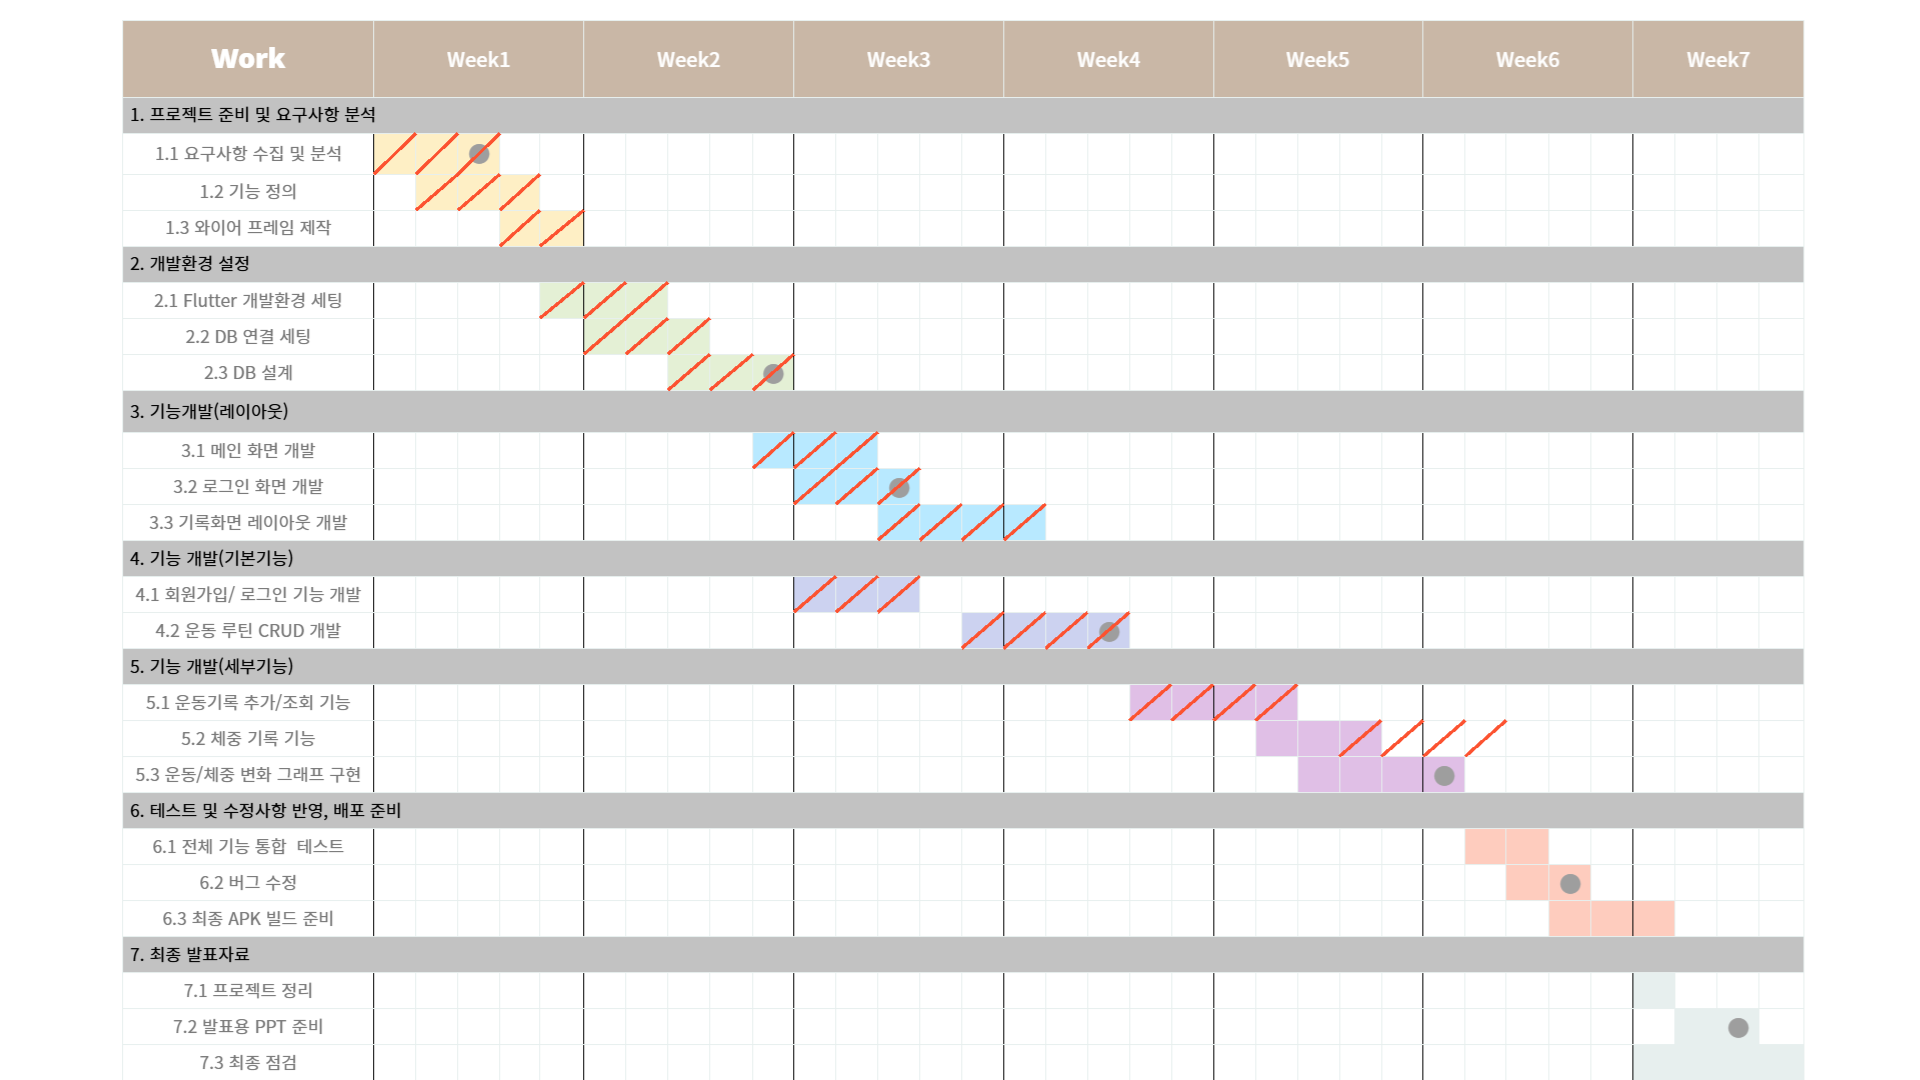 Work Week1 Week2 Week3 Week4 Week5 Week6 Week7
1. 프로젝트 준비 및 요구사항 분석
1.1 요구사항 수집 및 분석
1.2 기능 정의
1.3 와이어 프레임 제작
2. 개발환경 설정
2.1 Flutter 개발환경 세팅
2.2 DB 연결 세팅
2.3 DB 설계
3. 기능개발(레이아웃)
3.1 메인 화면 개발
3.2 로그인 화면 개발
3.3 기록화면 레이아웃 개발
4. 기능 개발(기본기능)
4.1 회원가입/ 로그인 기능 개발
4.2 운동 루틴 CRUD 개발
5. 기능 개발(세부기능)
5.1 운동기록 추가/조회 기능
5.2 체중 기록 기능
5.3 운동/체중 변화 그래프 구현
6. 테스트 및 수정사항 반영, 배포 준비
6.1 전체 기능 통합  테스트
6.2 버그 수정
6.3 최종 APK 빌드 준비
7. 최종 발표자료
7.1 프로젝트 정리
7.2 발표용 PPT 준비
7.3 최종 점검